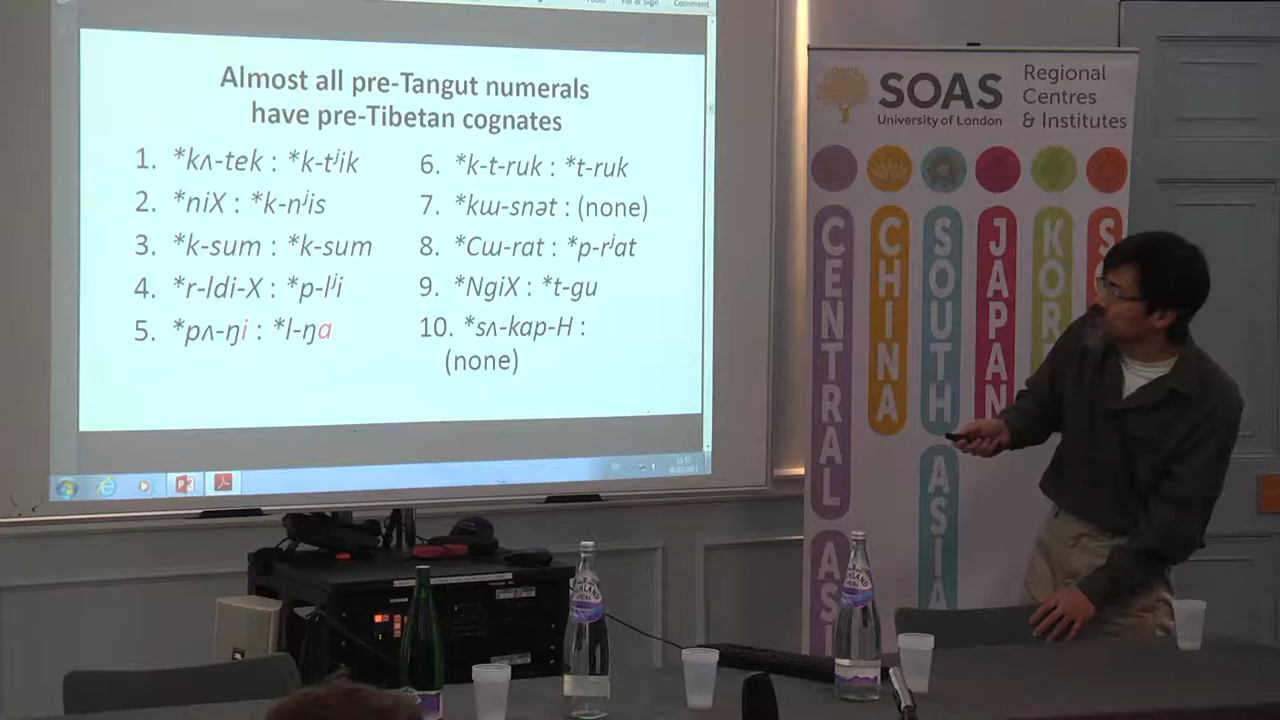 Comment
Almost all pre-Tangut numerals
have pre-Tibetan cognates
1. *kʌ-tek : *k-tʲik
2. *niX : *k-nʲis
3. *k-sum : *k-sum
4. *r-ldi-X : *p-lʲi
5. *pʌ-ŋi : *l-ŋa
6. *k-t-ruk : *t-ruk
7. *kɯ-snət : (none)
8. *Cɯ-rat : *p-rʲat
9. *NgiX : *t-gu
10. *sʌ-kap-H :
(none)
SOAS
University of London
Regional
Centres
& Institutes
CENTRAL AS
CHINA
SOUTH ASIA
JAPAN
KOR
S
HIGHLAND